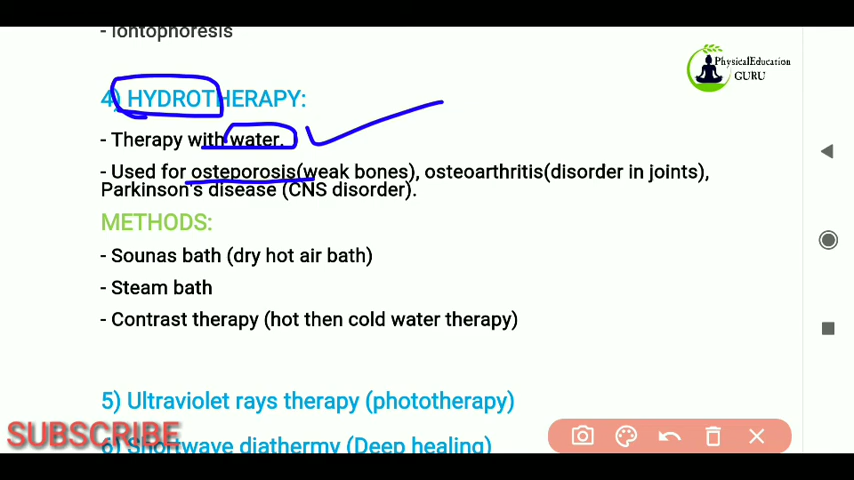 - Iontophoresis
PhysicalEducation
GURU
4) HYDROTHERAPY:
- Therapy with water.
- Used for osteporosis(weak bones), osteoarthritis(disorder in joints),
Parkinson's disease (CNS disorder).
METHODS:
- Sounas bath (dry hot air bath)
- Steam bath
- Contrast therapy (hot then cold water therapy)
5) Ultraviolet rays therapy (phototherapy)
SUBSCRIBE
6) Shortwave diathermy (Deep healing)